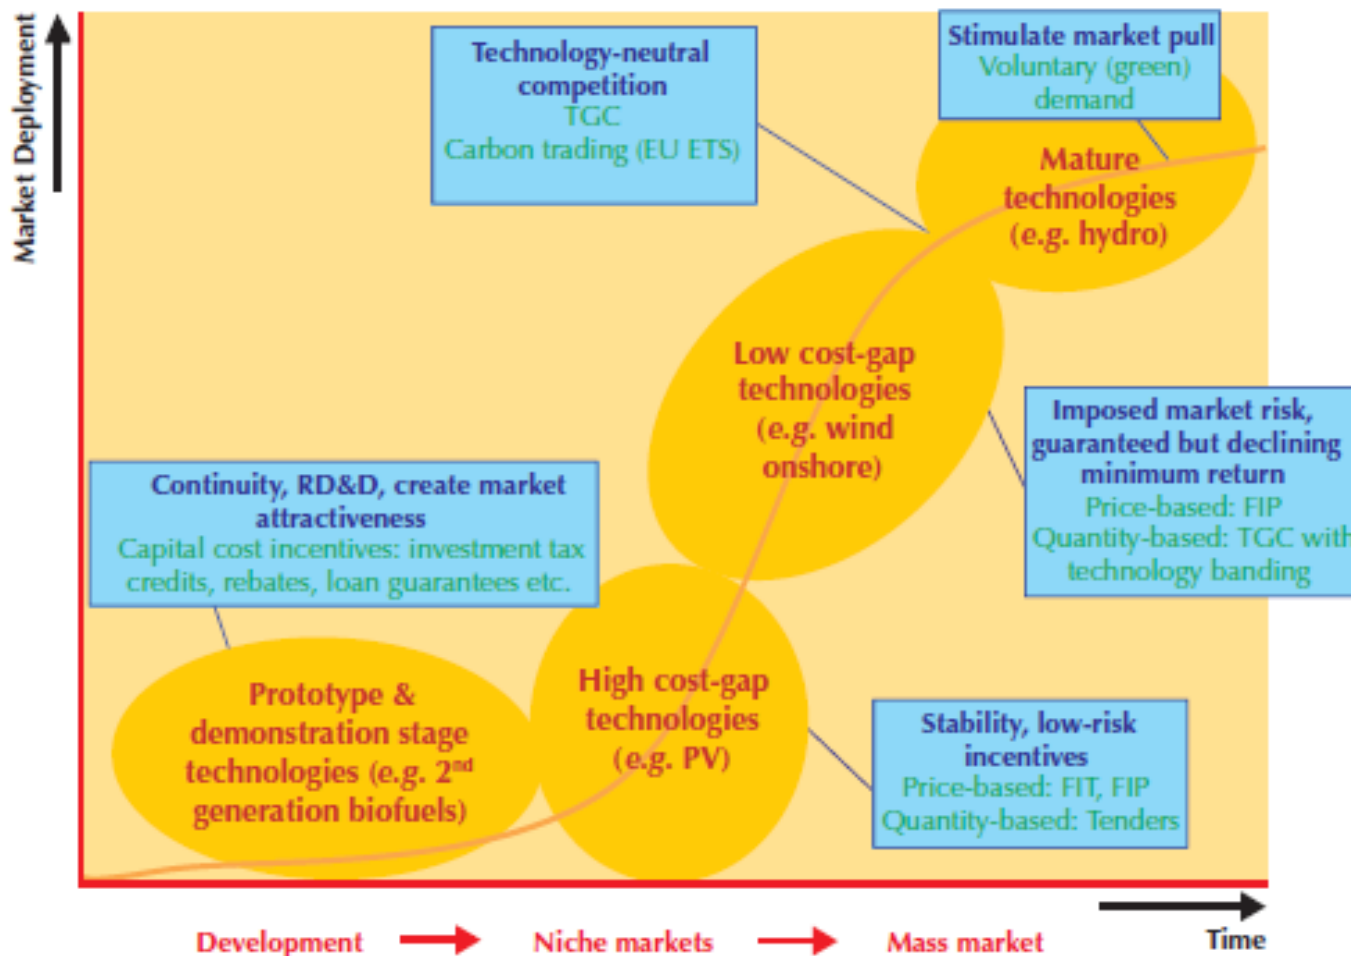 Market Deployment
Technology-neutral
competition
TGC
Carbon trading (EU ETS)
Stimulate market pull
Voluntary (green)
demand
Mature
technologies
(e.g. hydro)
Low cost-gap
technologies
(e.g. wind
onshore)
Imposed market risk,
guaranteed but declining
minimum return
Price-based: FIP
Quantity-based: TGC with
technology banding
Continuity, RD&D, create market
attractiveness
Capital cost incentives: investment tax
credits, rebates, loan guarantees etc.
Prototype &
demonstration stage
technologies (e.g. 2nd
generation biofuels)
High cost-gap
technologies
(e.g. PV)
Stability, low-risk
incentives
Price-based: FIT, FIP
Quantity-based: Tenders
Development
Niche markets
Mass market
Time